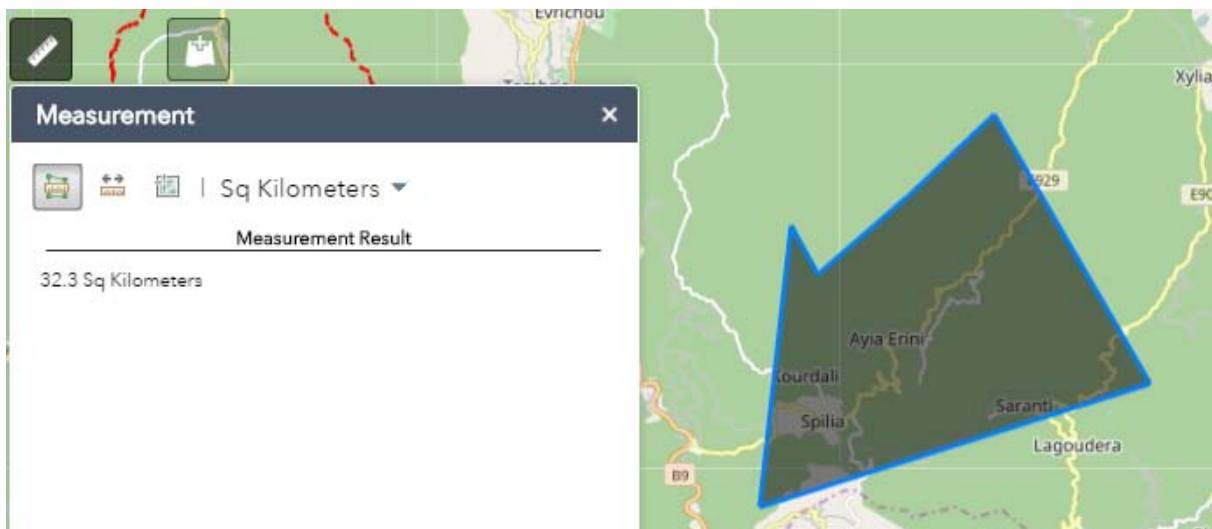 Evrichou
Xylia
Measurement
Sq Kilometers
Measurement Result
32.3 Sq Kilometers
E929
E90
Ayia Erini
Kourdali
Saranti
Spilia
Lagoudera
B9